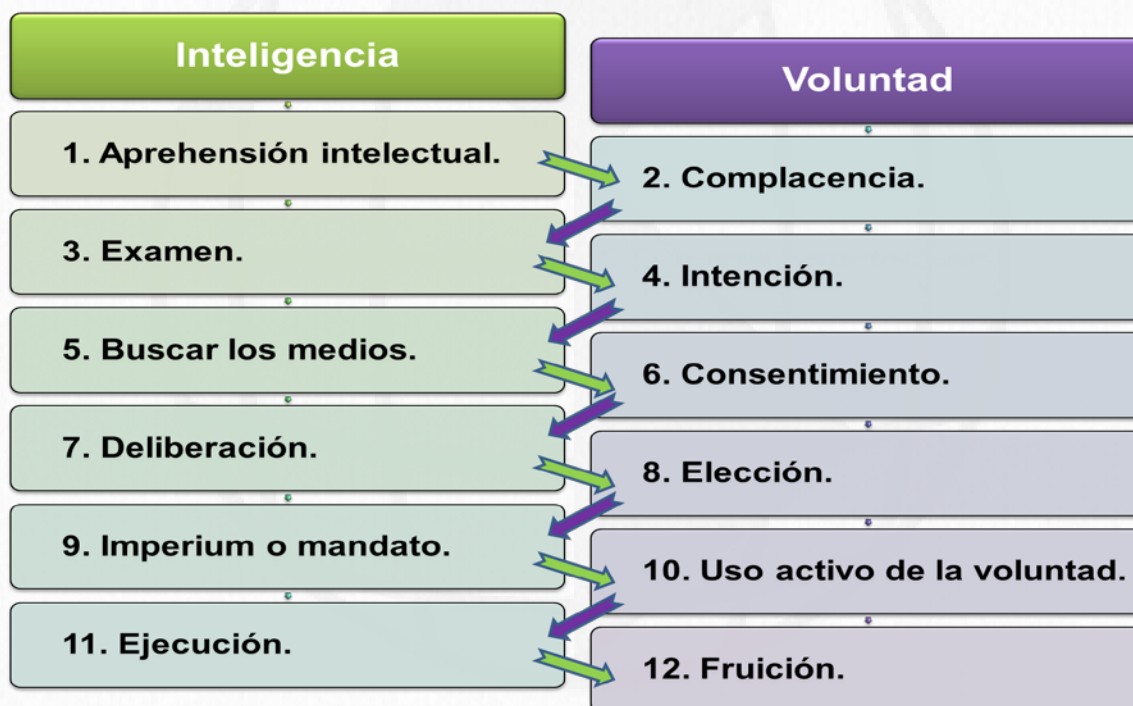 Inteligencia
Voluntad
1. Aprehensión intelectual.
2. Complacencia.
3. Examen.
4. Intención.
5. Buscar los medios.
6. Consentimiento.
7. Deliberación.
8. Elección.
9. Imperium o mandato.
10. Uso activo de la voluntad.
11. Ejecución.
12. Fruición.